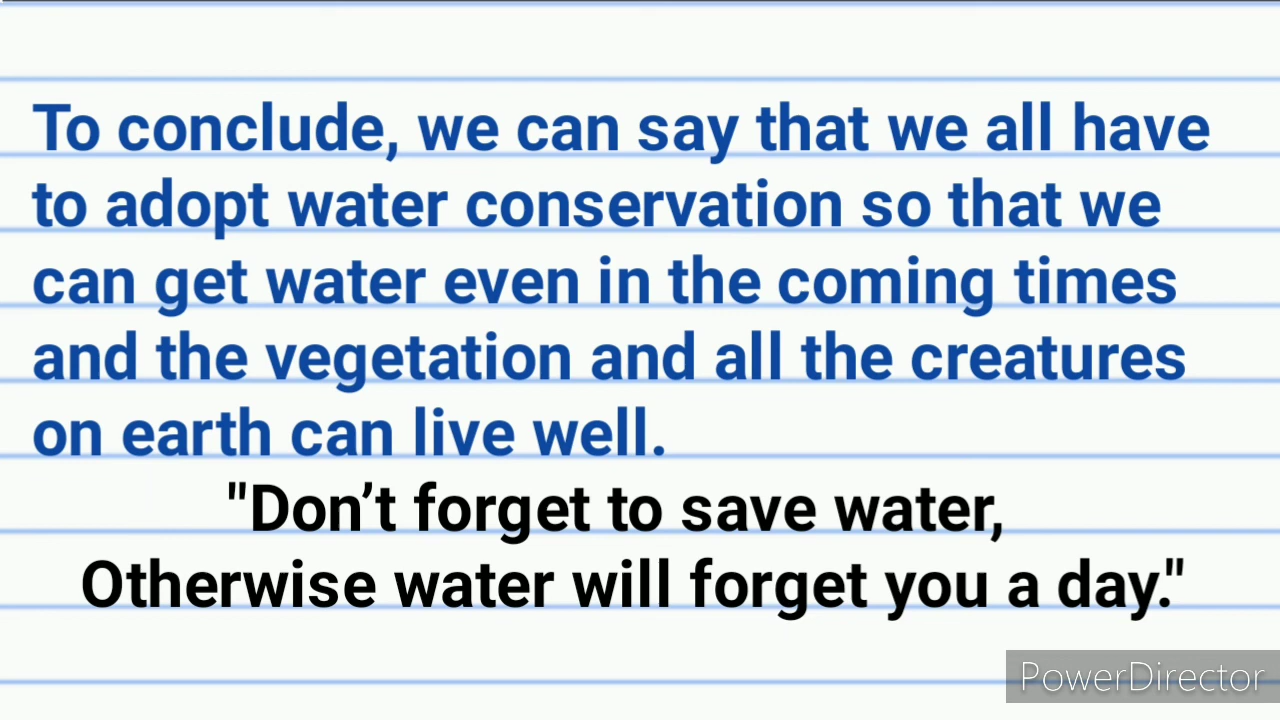 To conclude, we can say that we all have
to adopt water conservation so that we
can get water even in the coming times
and the vegetation and all the creatures
on earth can live well.
"Don’t forget to save water,
Otherwise water will forget you a day."
PowerDirector